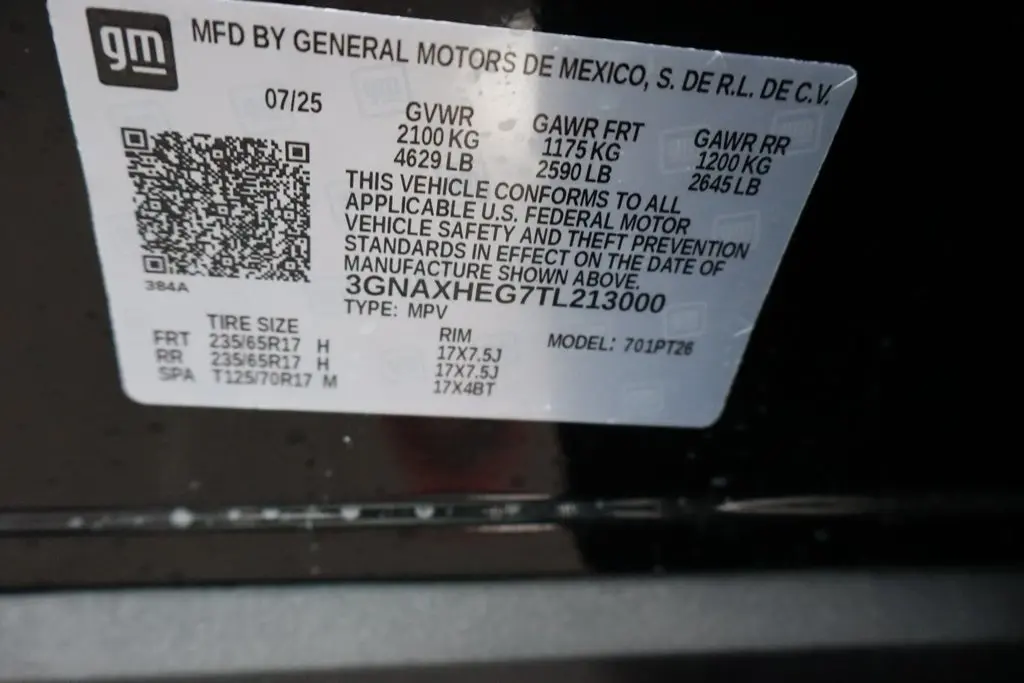 gm
MFD BY GENERAL MOTORS DE MEXICO, S. DE R.L. DE C.V.
07/25
GVWR GAWR FRT GAWR RR
2100 KG 1175 KG 1200 KG
4629 LB 2590 LB 2645 LB
THIS VEHICLE CONFORMS TO ALL
APPLICABLE U.S. FEDERAL MOTOR
VEHICLE SAFETY AND THEFT PREVENTION
STANDARDS IN EFFECT ON THE DATE OF
MANUFACTURE SHOWN ABOVE.
384A
3GNAXHEG7TL213000
TYPE: MPV
TIRE SIZE RIM MODEL: 701PT26
FRT 235/65R17 H 17X7.5J
RR 235/65R17 H 17X7.5J
SPA T125/70R17 M 17X4BT